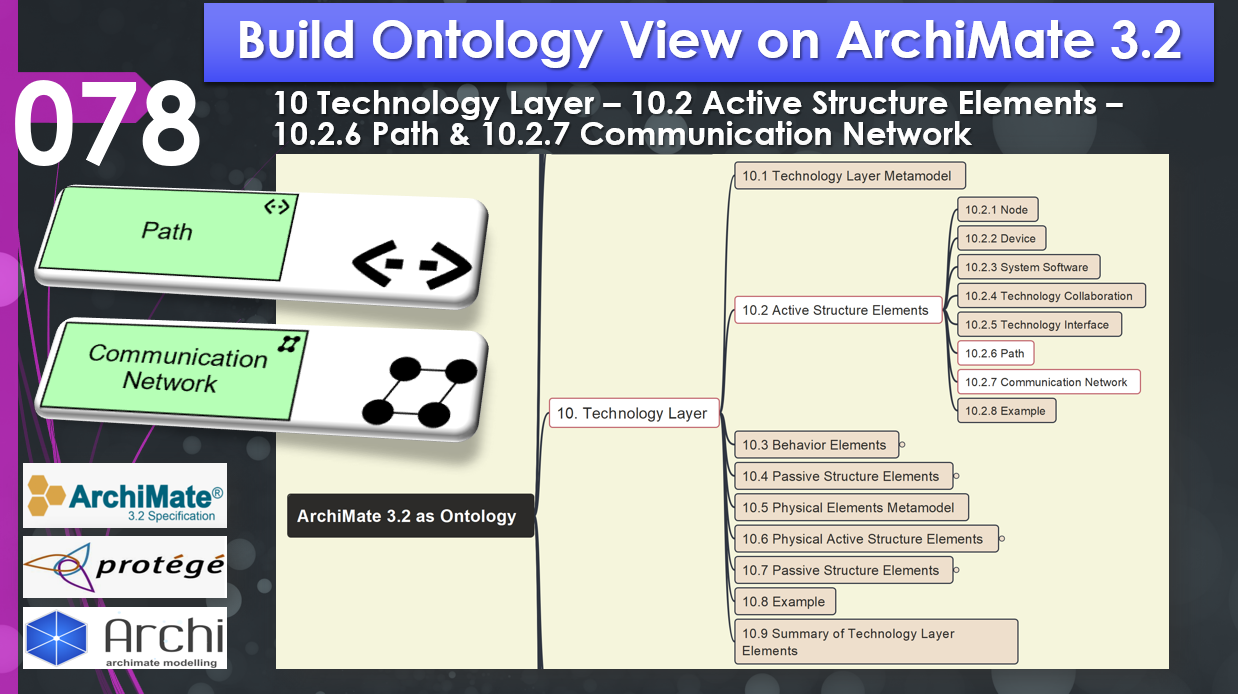 Build Ontology View on ArchiMate 3.2
078
10 Technology Layer – 10.2 Active Structure Elements –
10.2.6 Path & 10.2.7 Communication Network
Path
Communication
Network
ArchiMate®
3.2 Specification
protégé
Archi
archimate modelling
ArchiMate 3.2 as Ontology
10. Technology Layer
10.1 Technology Layer Metamodel
10.2 Active Structure Elements
10.2.1 Node
10.2.2 Device
10.2.3 System Software
10.2.4 Technology Collaboration
10.2.5 Technology Interface
10.2.6 Path
10.2.7 Communication Network
10.2.8 Example
10.3 Behavior Elements
10.4 Passive Structure Elements
10.5 Physical Elements Metamodel
10.6 Physical Active Structure Elements
10.7 Passive Structure Elements
10.8 Example
10.9 Summary of Technology Layer
Elements